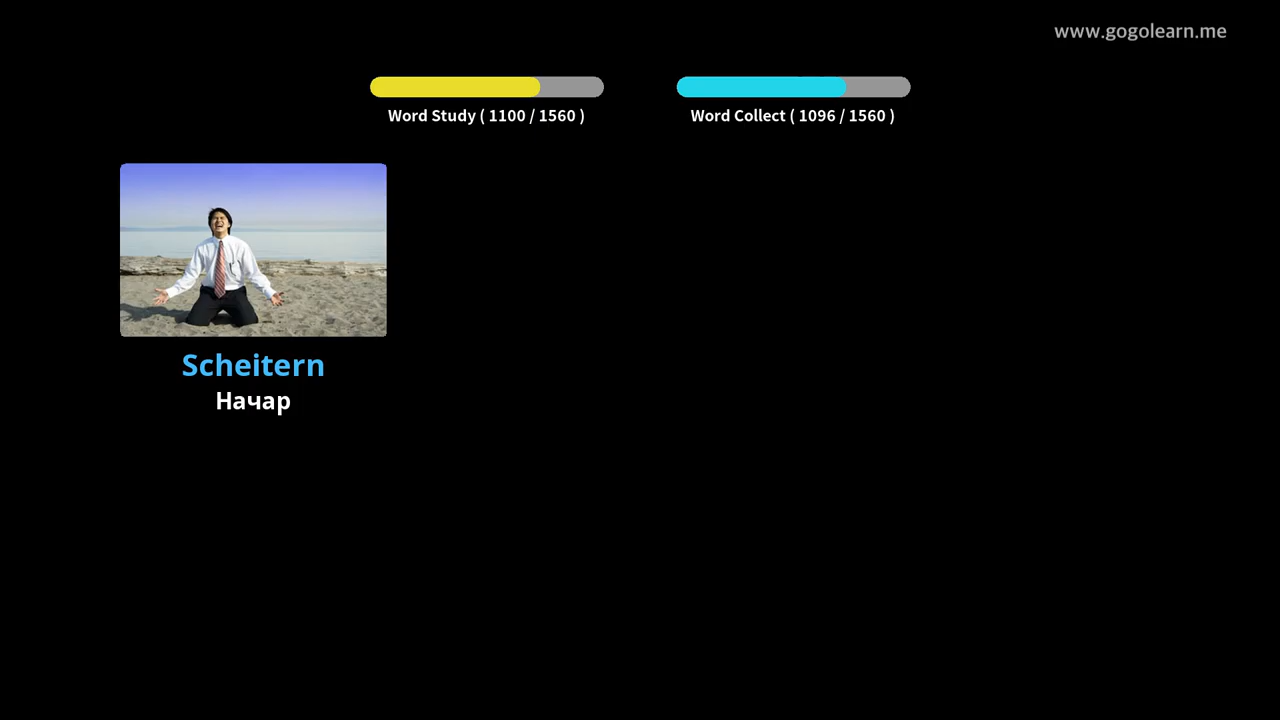 www.gogolearn.me
Word Study ( 1100 / 1560 )
Word Collect ( 1096 / 1560 )
Scheitern
Начар